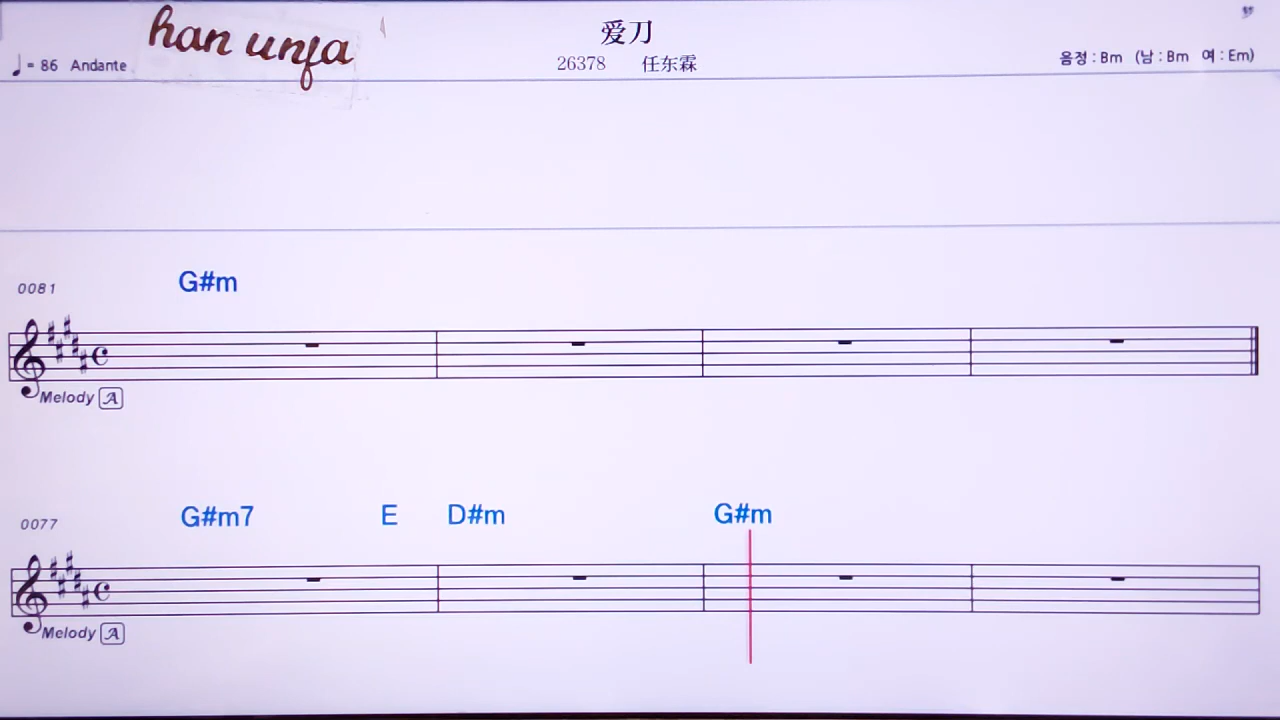 han unfa
爱刀
♩= 86 Andante
26378 任东霖
음정 : Bm (남 : Bm 여 : Em)
0081
G#m
Melody A
0077
G#m7 E D#m G#m
Melody A